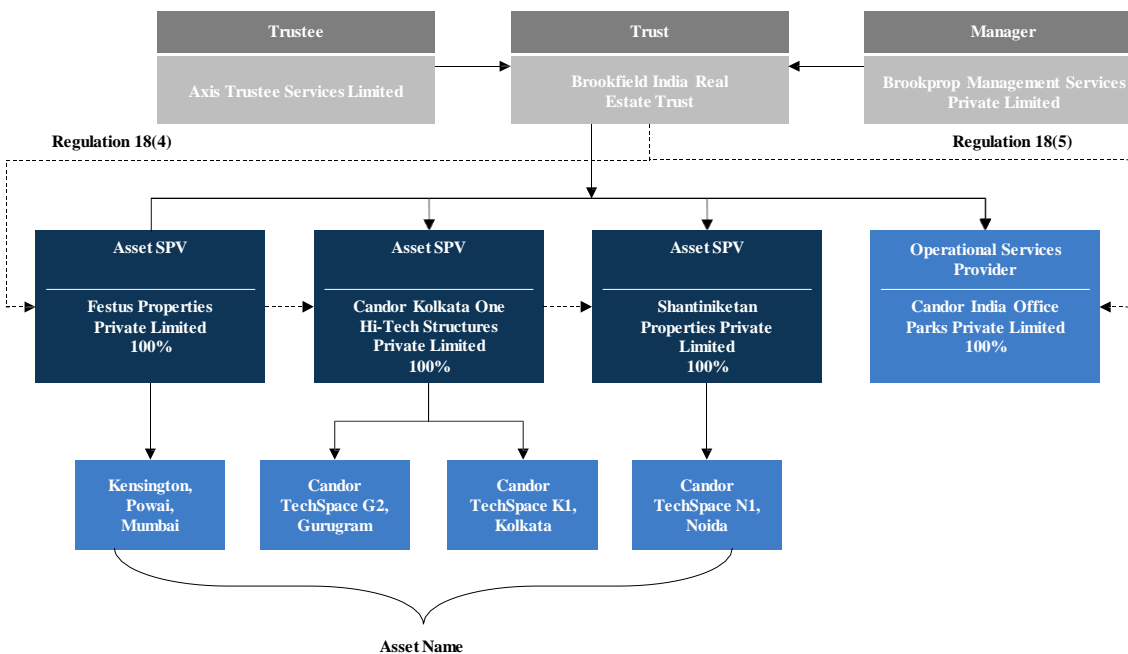 Trustee
Trust
Manager
Axis Trustee Services Limited
Brookfield India Real
Estate Trust
Brookprop Management Services
Private Limited
Regulation 18(4)
Regulation 18(5)
Asset SPV
Festus Properties
Private Limited
100%
Asset SPV
Candor Kolkata One
Hi-Tech Structures
Private Limited
100%
Asset SPV
Shantiniketan
Properties Private
Limited
100%
Operational Services
Provider
Candor India Office
Parks Private Limited
100%
Kensington,
Powai,
Mumbai
Candor
TechSpace G2,
Gurugram
Candor
TechSpace K1,
Kolkata
Candor
TechSpace N1,
Noida
Asset Name